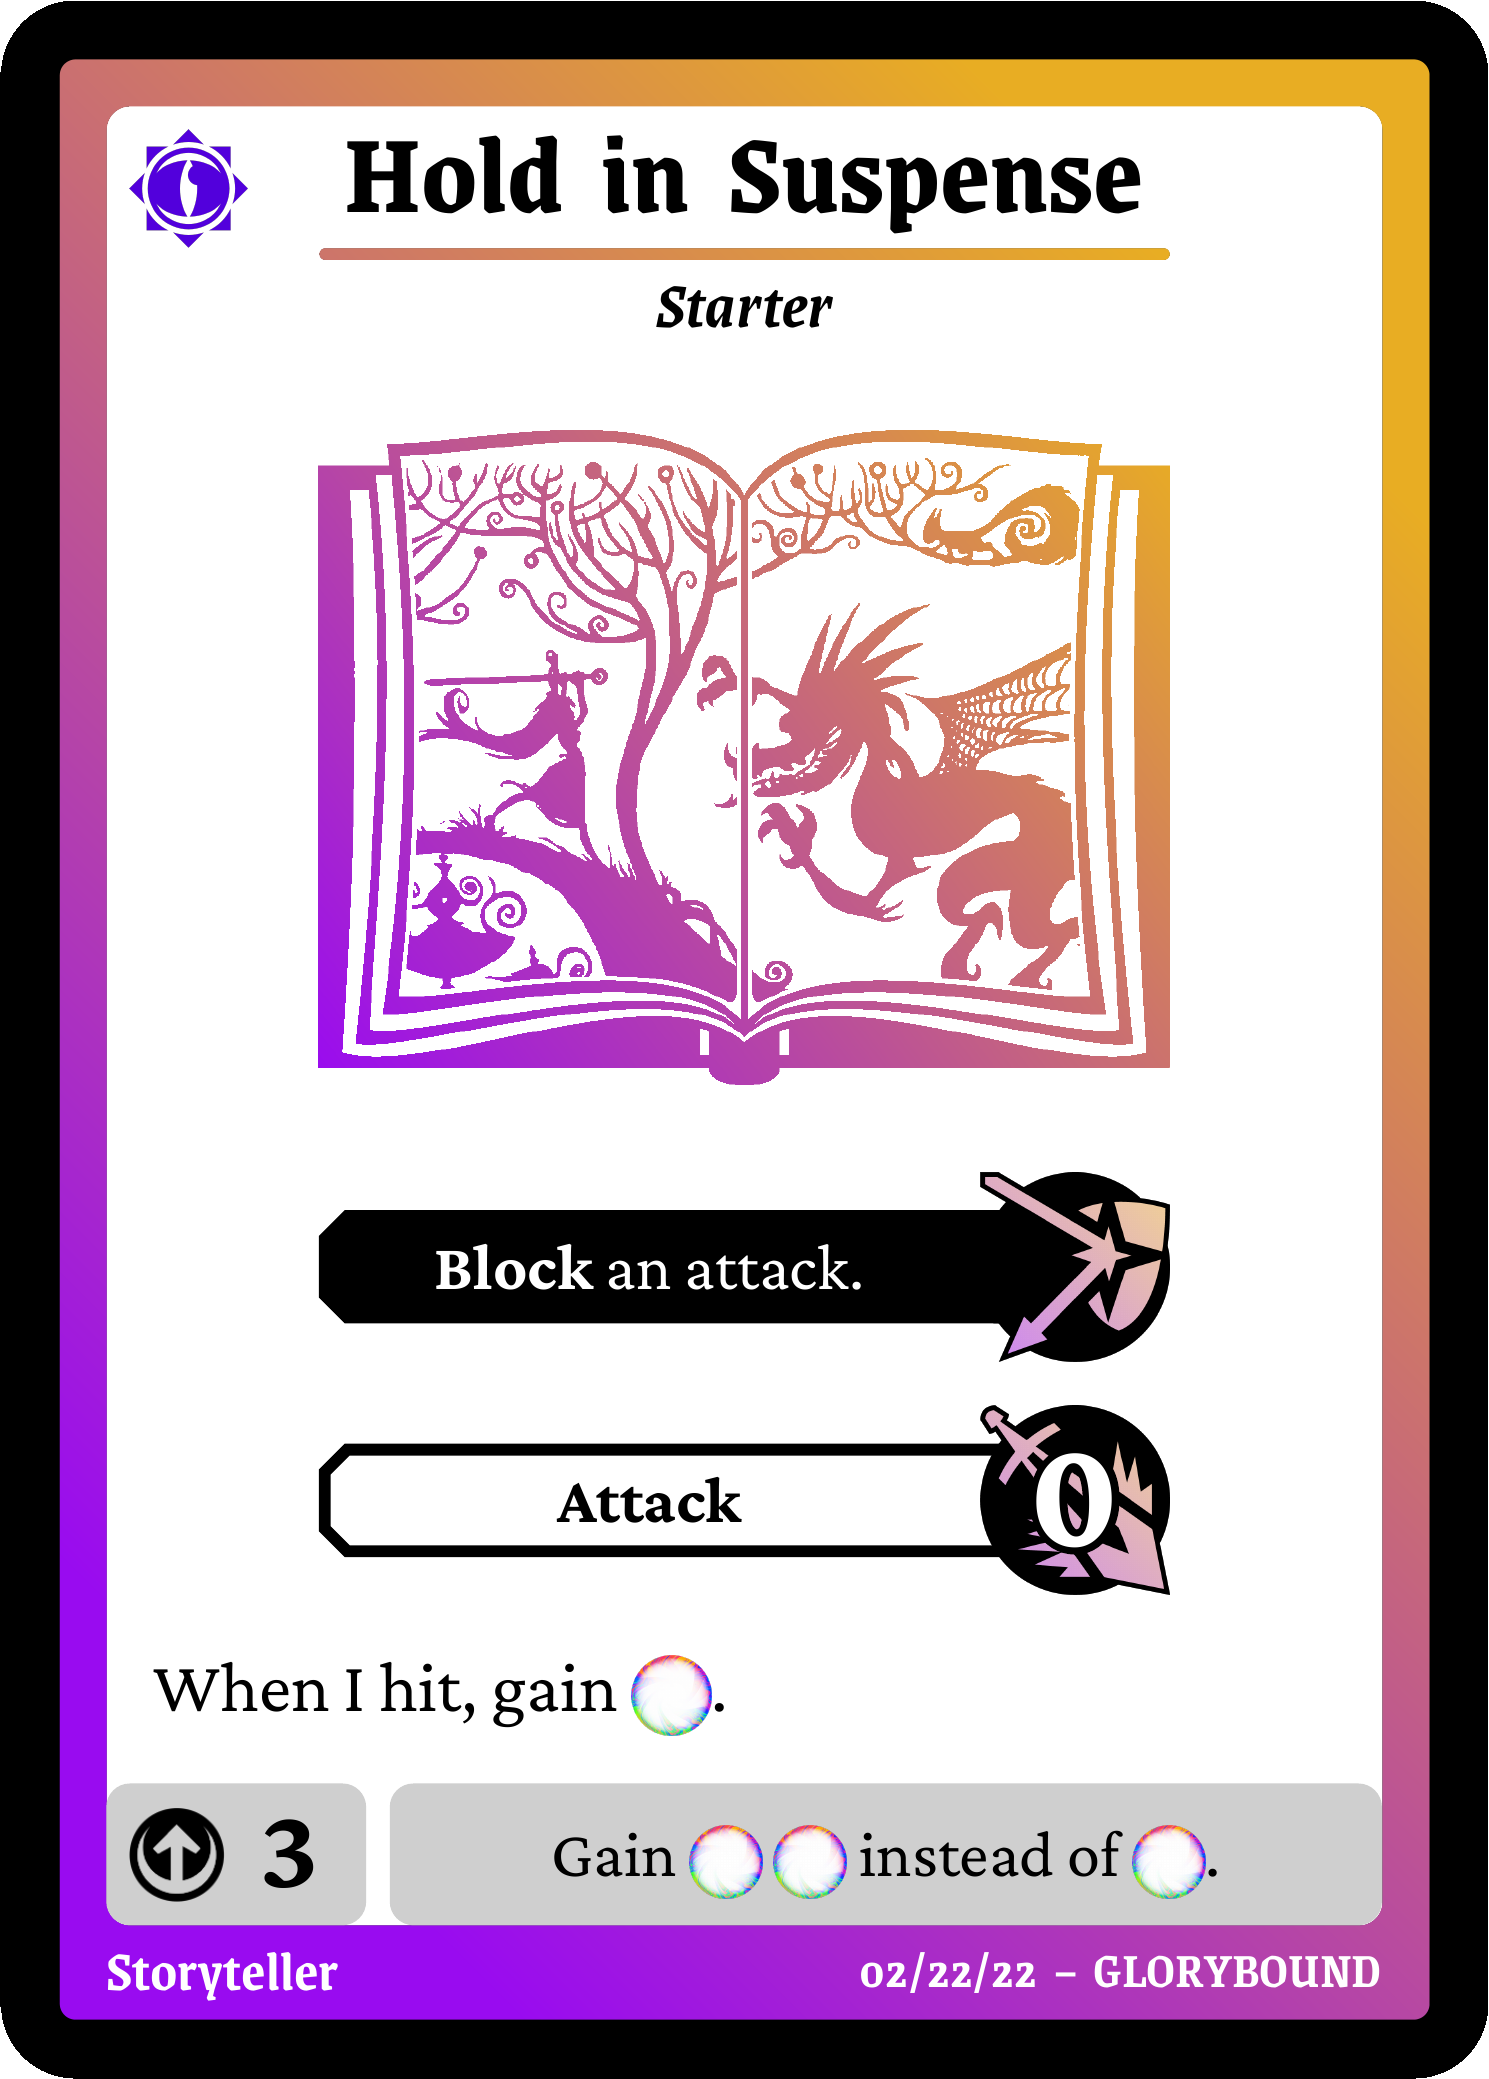 Hold in Suspense
Starter
Block an attack.
Attack
0
When I hit, gain .
3
Gain instead of .
Storyteller
02/22/22 – GLORYBOUND